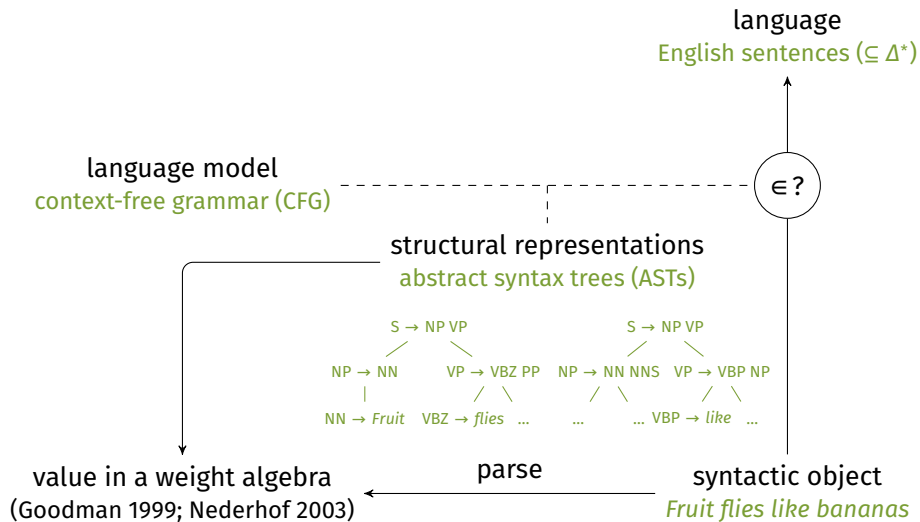 language
English sentences (⊆ Δ*)
language model
context-free grammar (CFG)
∈ ?
structural representations
abstract syntax trees (ASTs)
S → NP VP
S → NP VP
NP → NN
VP → VBZ PP
NP → NN NNS
VP → VBP NP
NN → Fruit
VBZ → flies
...
...
...
VBP → like
...
value in a weight algebra
(Goodman 1999; Nederhof 2003)
parse
syntactic object
Fruit flies like bananas